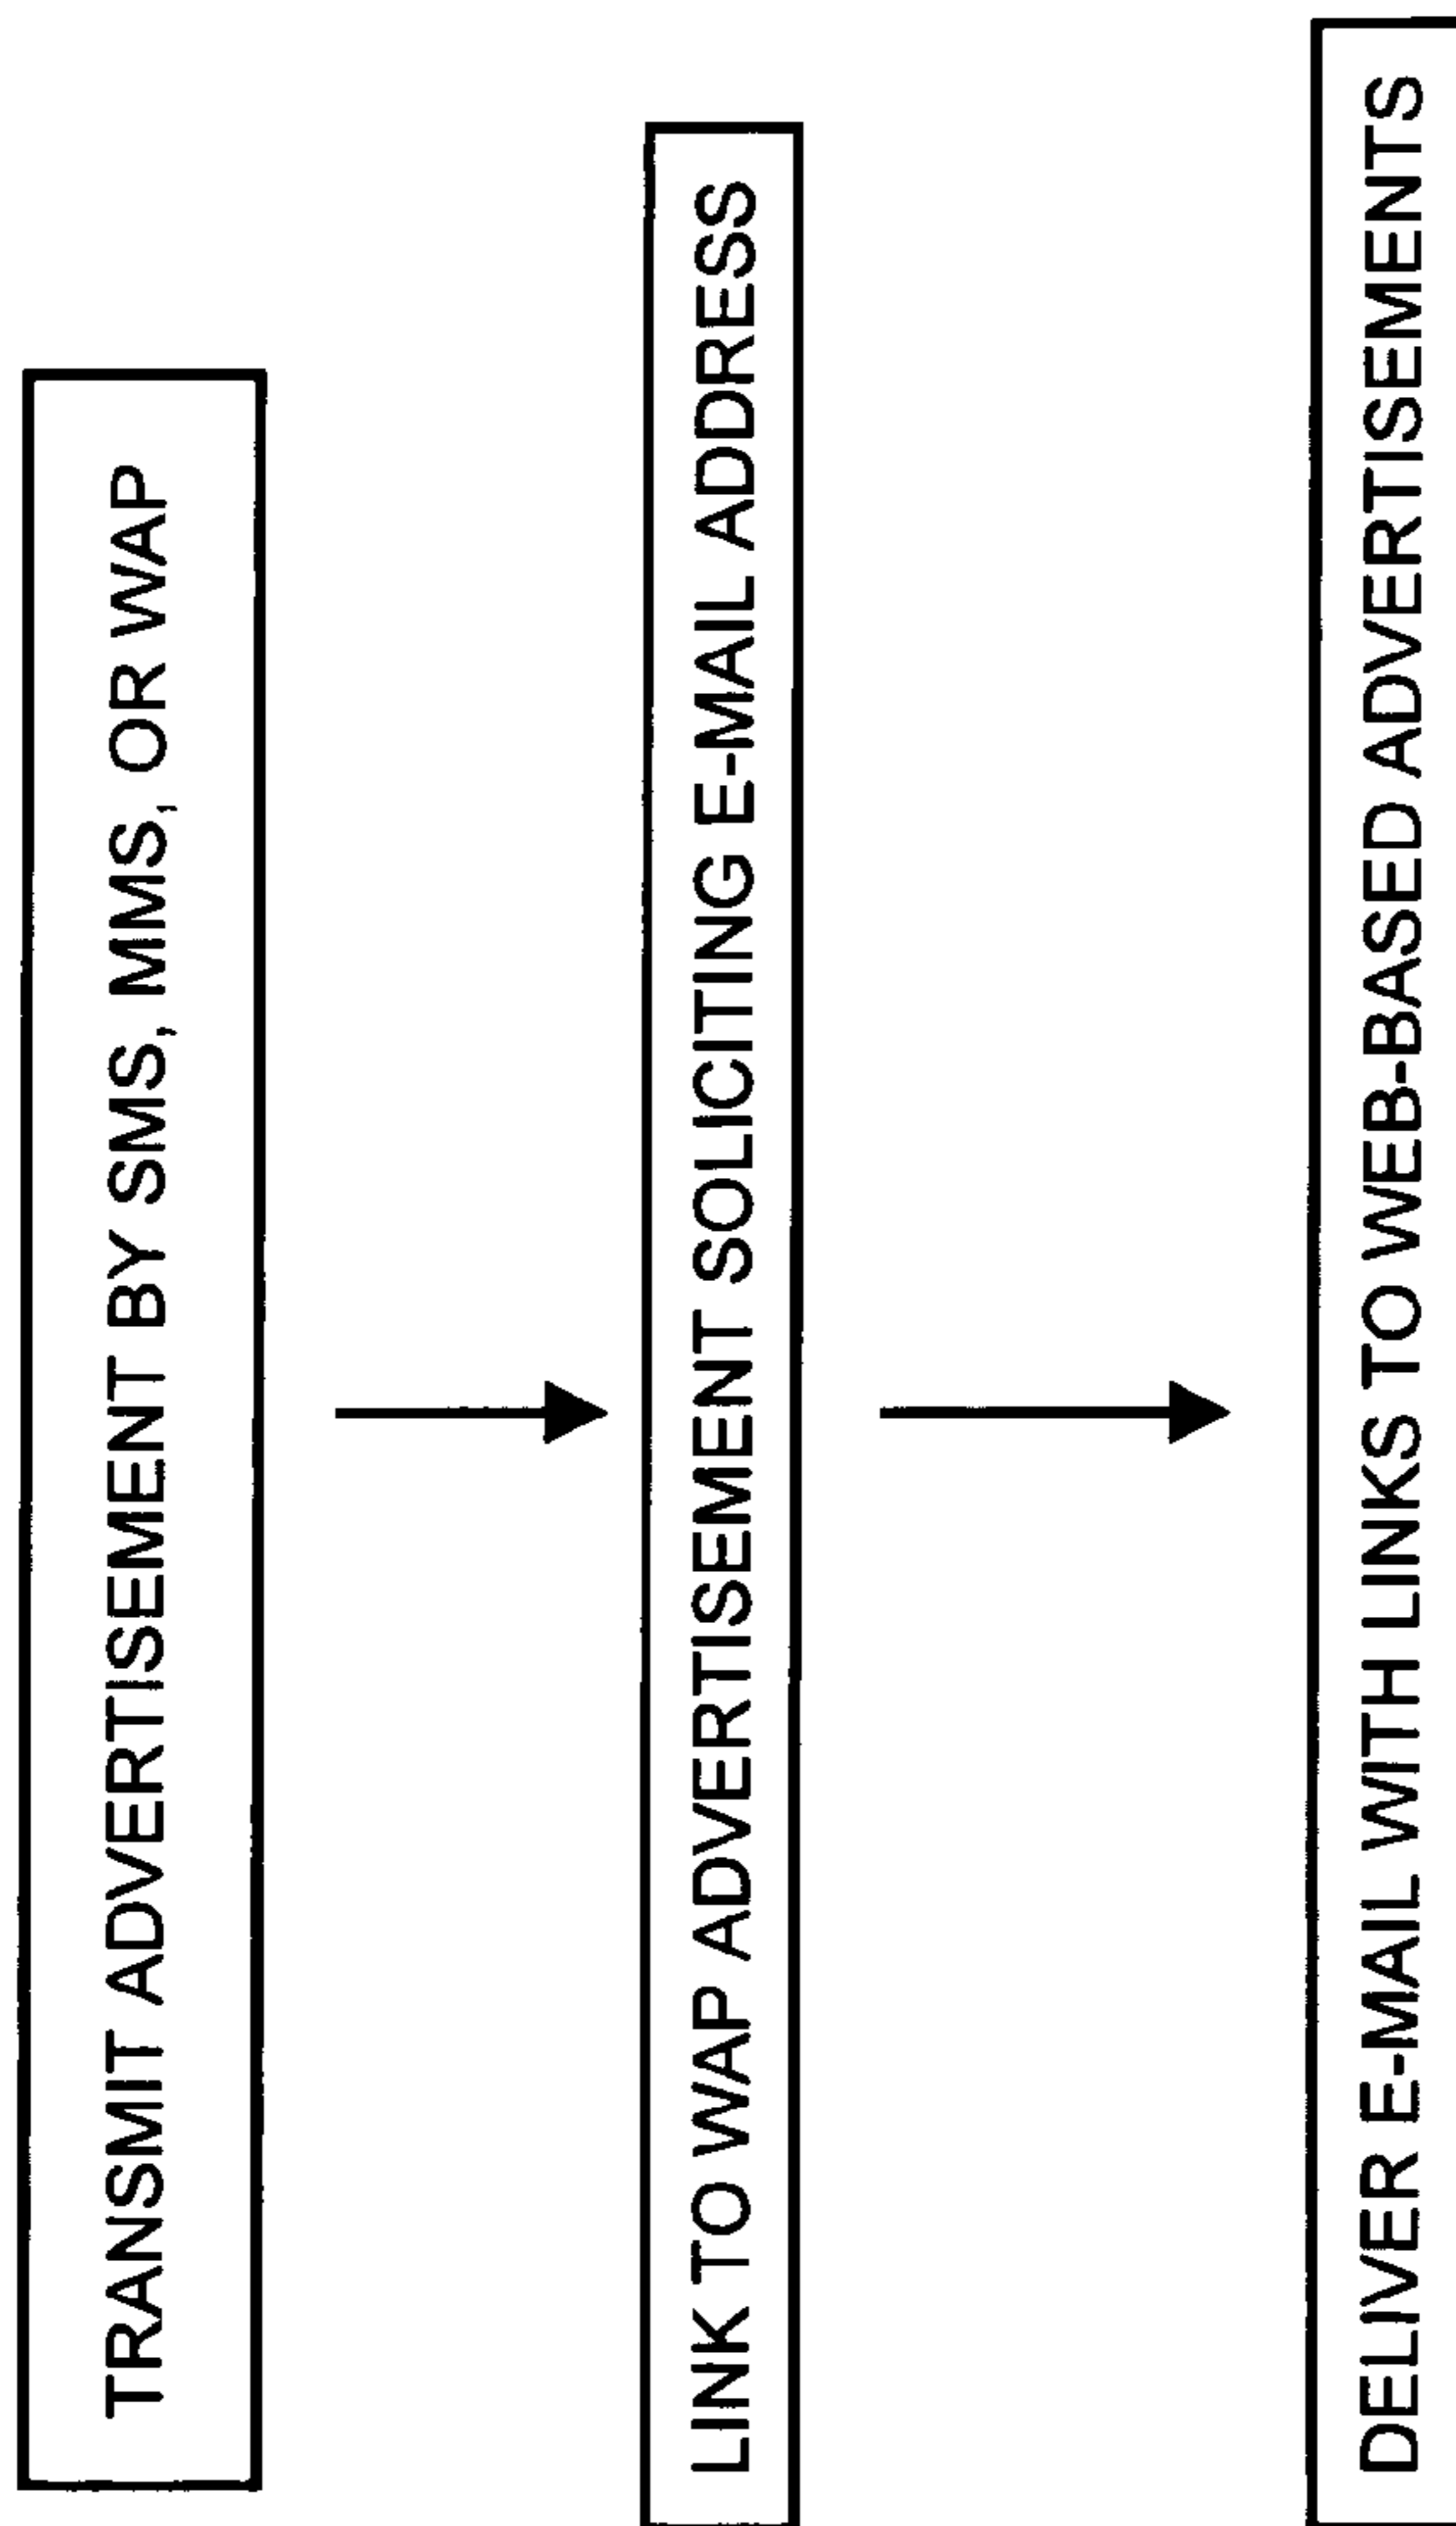 TRANSMIT ADVERTISEMENT BY SMS, MMS, OR WAP
LINK TO WAP ADVERTISEMENT SOLICITING E-MAIL ADDRESS
DELIVER E-MAIL WITH LINKS TO WEB-BASED ADVERTISEMENTS